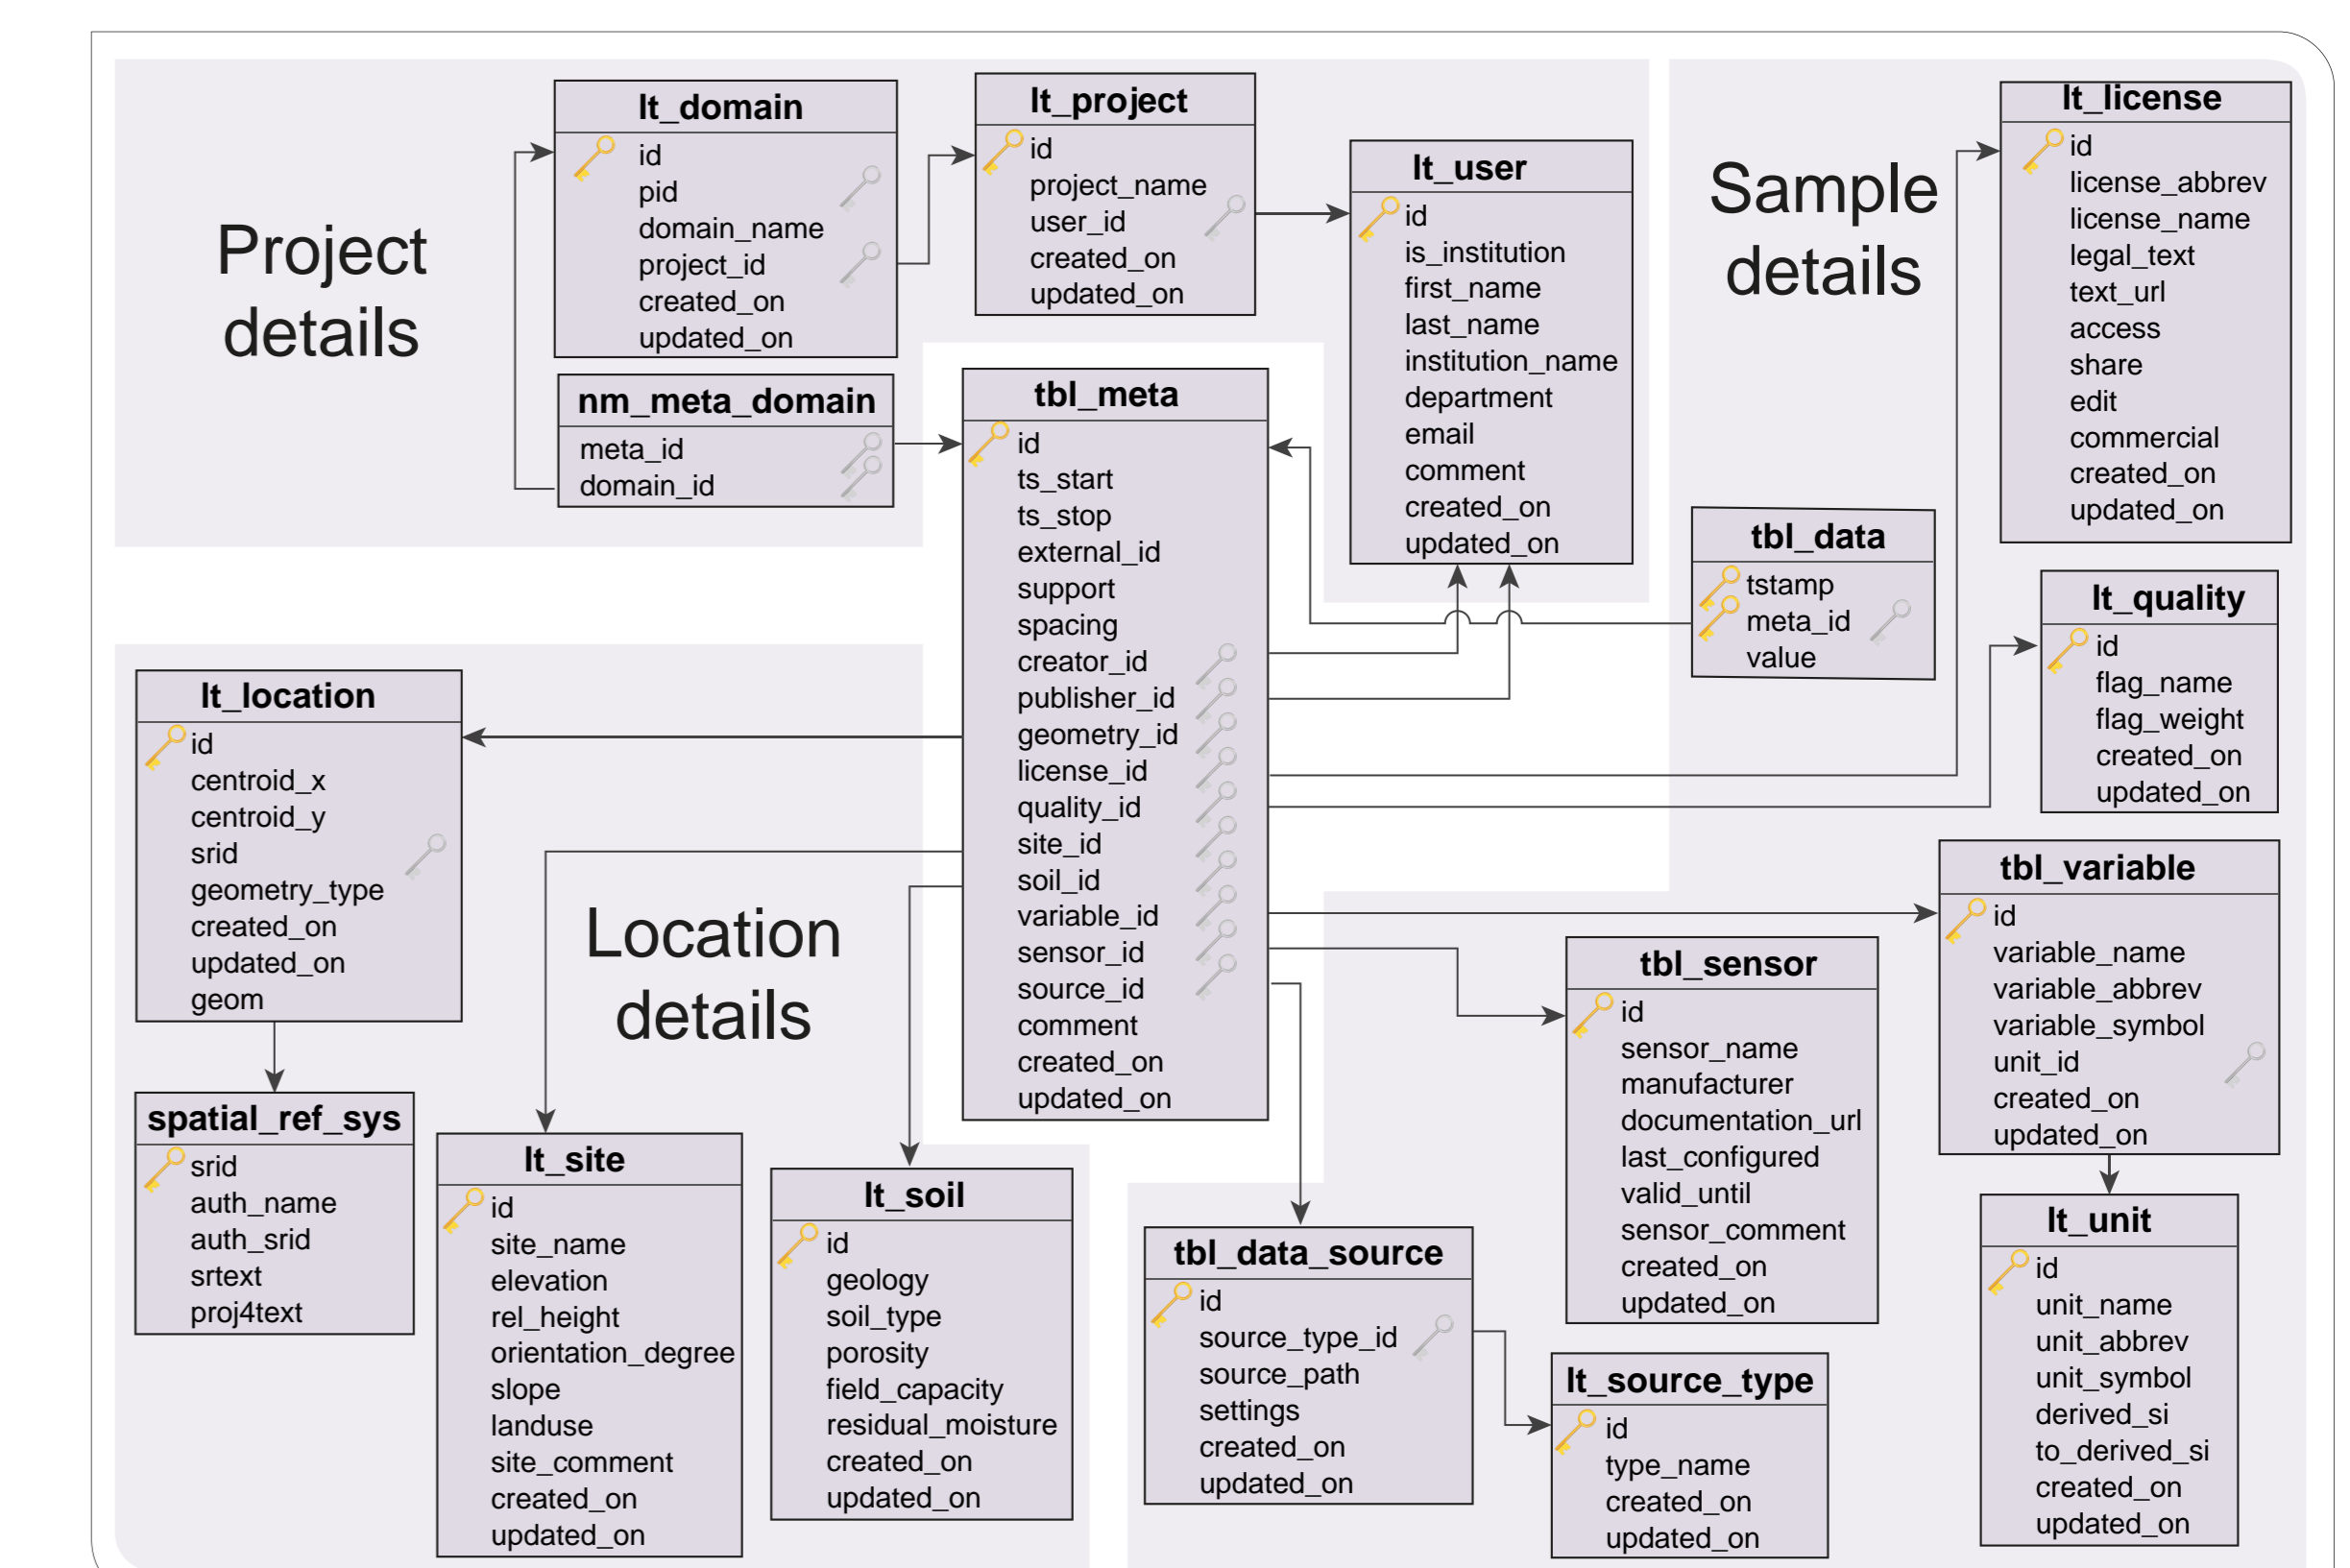 Project
details
lt_domain
id
pid
domain_name
project_id
created_on
updated_on
nm_meta_domain
meta_id
domain_id
lt_project
id
project_name
user_id
created_on
updated_on
lt_user
id
is_institution
first_name
last_name
institution_name
department
email
comment
created_on
updated_on
Sample
details
lt_license
id
license_abbrev
license_name
legal_text
text_url
access
share
edit
commercial
created_on
updated_on
tbl_meta
id
ts_start
ts_stop
external_id
support
spacing
creator_id
publisher_id
geometry_id
license_id
quality_id
site_id
soil_id
variable_id
sensor_id
source_id
comment
created_on
updated_on
tbl_data
tstamp
meta_id
value
lt_quality
id
flag_name
flag_weight
created_on
updated_on
lt_location
id
centroid_x
centroid_y
srid
geometry_type
created_on
updated_on
geom
Location
details
spatial_ref_sys
srid
auth_name
auth_srid
srtext
proj4text
lt_site
id
site_name
elevation
rel_height
orientation_degree
slope
landuse
site_comment
created_on
updated_on
lt_soil
id
geology
soil_type
porosity
field_capacity
residual_moisture
created_on
updated_on
tbl_variable
id
variable_name
variable_abbrev
variable_symbol
unit_id
created_on
updated_on
tbl_sensor
id
sensor_name
manufacturer
documentation_url
last_configured
valid_until
sensor_comment
created_on
updated_on
tbl_data_source
id
source_type_id
source_path
settings
created_on
updated_on
lt_source_type
id
type_name
created_on
updated_on
lt_unit
id
unit_name
unit_abbrev
unit_symbol
derived_si
to_derived_si
created_on
updated_on